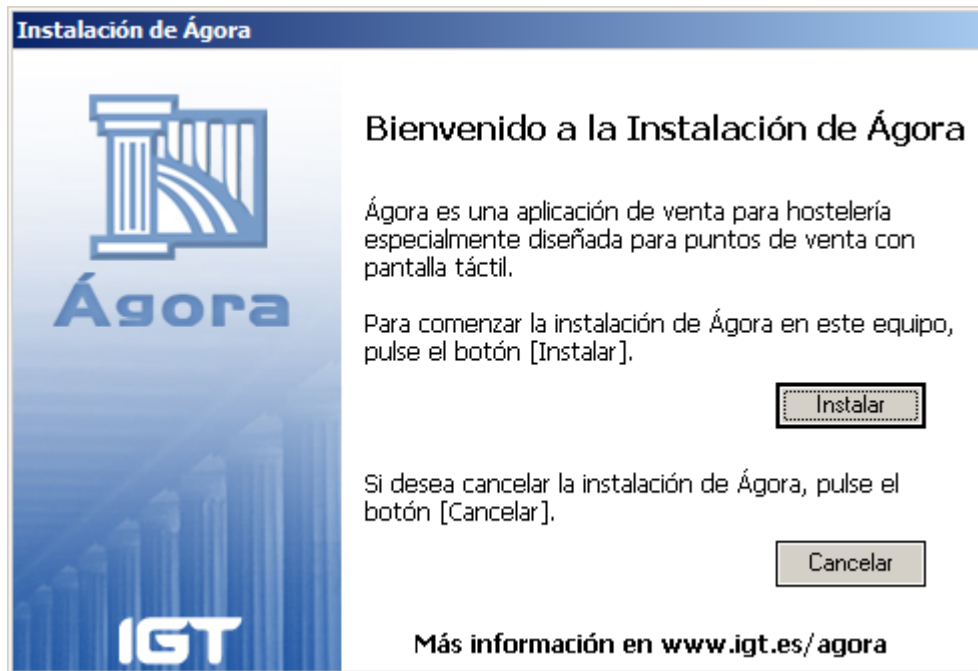 Instalación de Ágora
Bienvenido a la Instalación de Ágora
Ágora
Ágora es una aplicación de venta para hostelería
especialmente diseñada para puntos de venta con
pantalla táctil.
Para comenzar la instalación de Ágora en este equipo,
pulse el botón [Instalar].
Instalar
Si desea cancelar la instalación de Ágora, pulse el
botón [Cancelar].
Cancelar
IGT
Más información en www.igt.es/agora